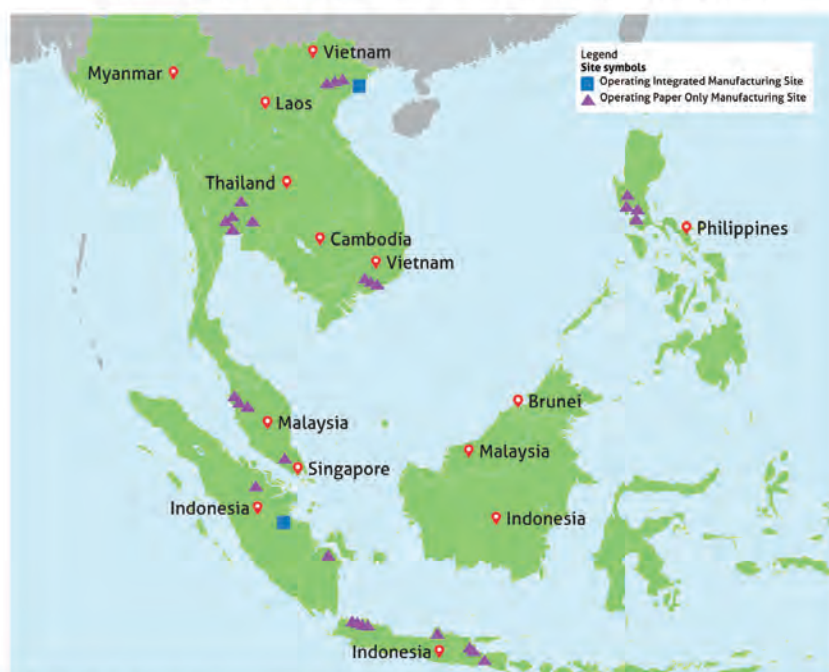 Vietnam
Legend
Site symbols
Operating Integrated Manufacturing Site
Operating Paper Only Manufacturing Site
Myanmar
Laos
Thailand
Philippines
Cambodia
Vietnam
Brunei
Malaysia
Malaysia
Singapore
Indonesia
Indonesia
Indonesia